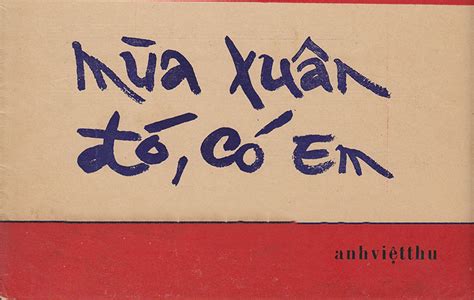 mùa xuân
đó, có Em
anhviệtthu